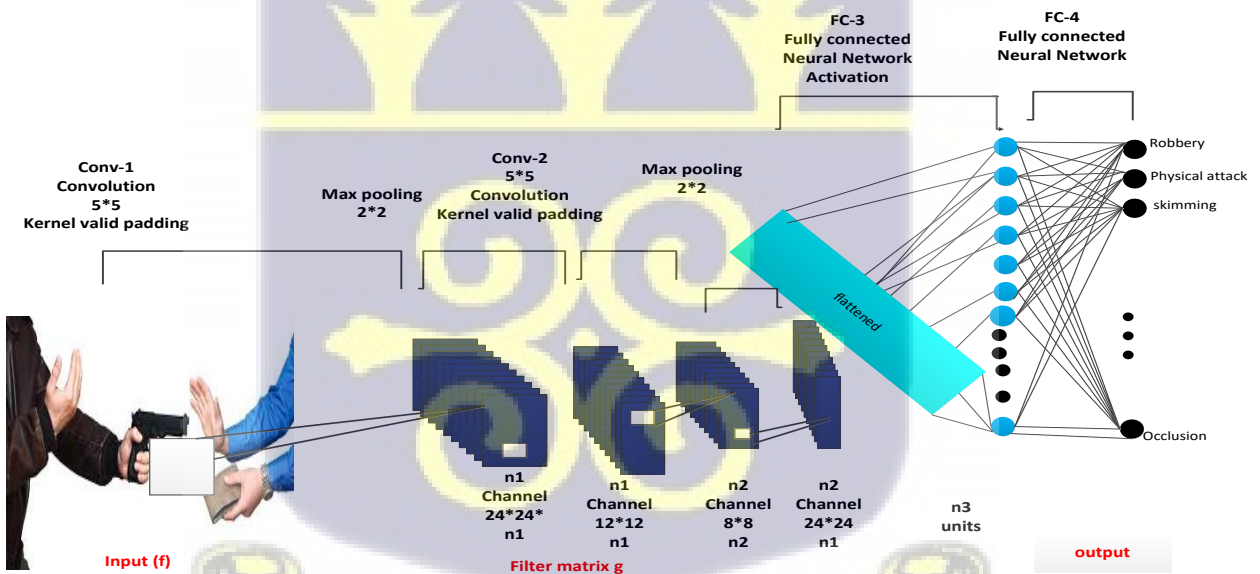 FC-3
Fully connected
Neural Network
Activation
FC-4
Fully connected
Neural Network
Conv-1
Convolution
5*5
Kernel valid padding
Max pooling
2*2
Conv-2
5*5
Convolution
Kernel valid padding
Max pooling
2*2
Robbery
Physical attack
skimming
Occlusion
flattened
n1
Channel
24*24*
n1
n1
Channel
12*12
n1
n2
Channel
8*8
n2
n2
Channel
24*24
n1
n3
units
Input (f)
Filter matrix g
output